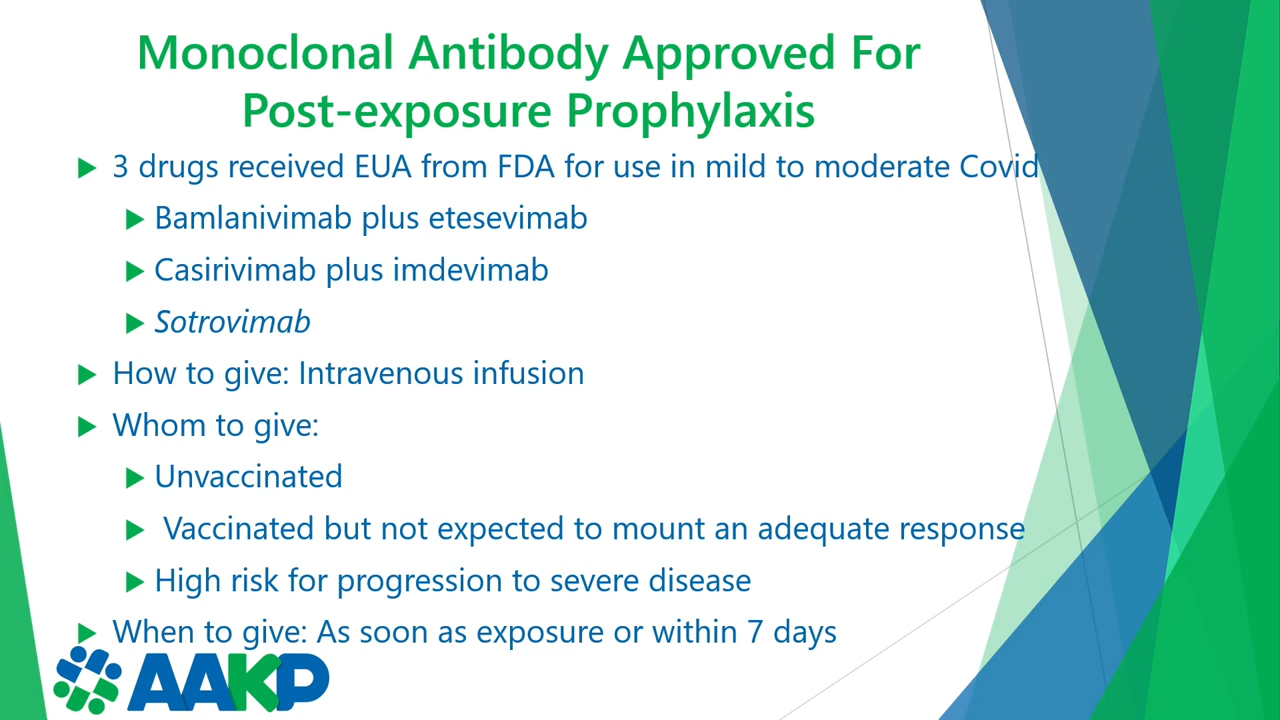 Monoclonal Antibody Approved For
Post-exposure Prophylaxis
3 drugs received EUA from FDA for use in mild to moderate Covid
Bamlanivimab plus etesevimab
Casirivimab plus imdevimab
Sotrovimab
How to give: Intravenous infusion
Whom to give:
Unvaccinated
Vaccinated but not expected to mount an adequate response
High risk for progression to severe disease
When to give: As soon as exposure or within 7 days
AAKP